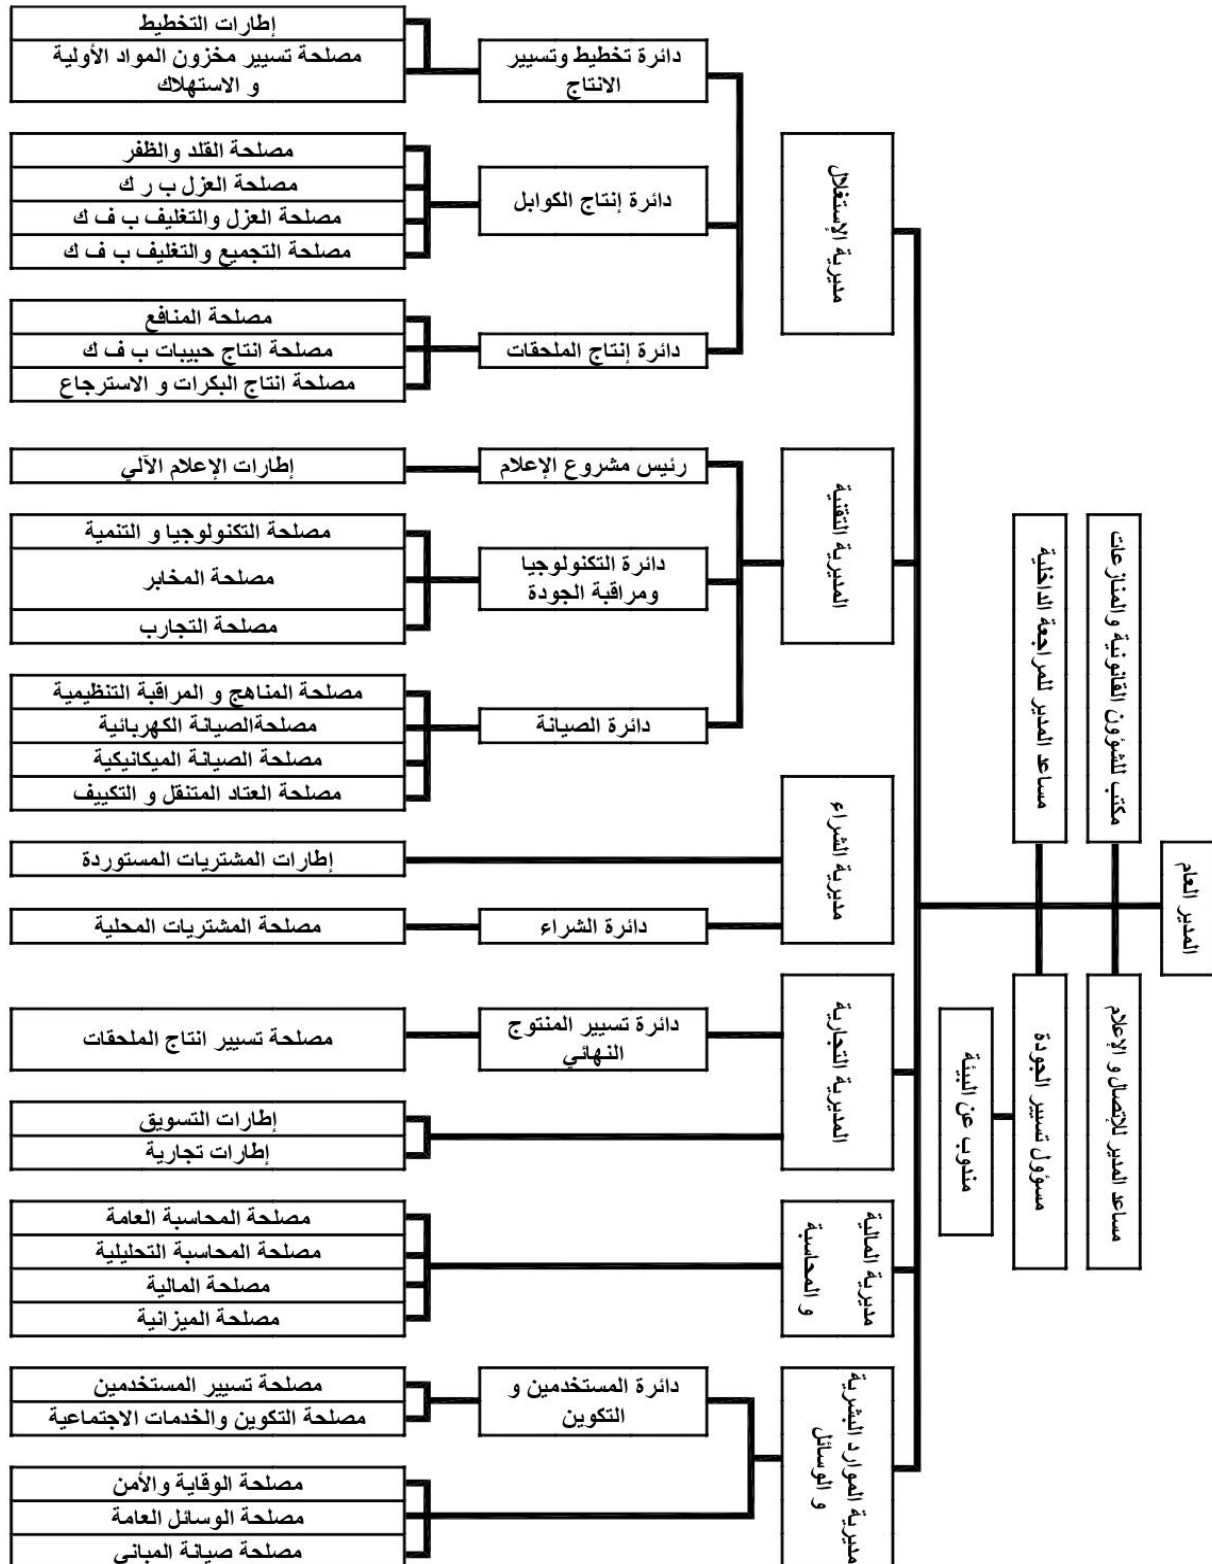 المدير العام
مكتب للشؤون القانونية والمنازعات
مساعد المدير للإتصال و الإعلام
مساعد المدير للمراجعة الداخلية
مسؤول تسيير الجودة
مندوب عن البيئة
مديرية الإستغلال
دائرة تخطيط وتسيير
الانتاج
إطارات التخطيط
مصلحة تسيير مخزون المواد الأولية
و الاستهلاك
دائرة إنتاج الكوابل
مصلحة القلد والظفر
مصلحة العزل ب ر ك
مصلحة العزل والتغليف ب ف ك
مصلحة التجميع والتغليف ب ف ك
دائرة إنتاج الملحقات
مصلحة المنافع
مصلحة انتاج حبيبات ب ف ك
مصلحة انتاج البكرات و الاسترجاع
المديرية التقنية
رئيس مشروع الإعلام
إطارات الإعلام الآلي
دائرة التكنولوجيا
ومراقبة الجودة
مصلحة التكنولوجيا و التنمية
مصلحة المخابر
مصلحة التجارب
دائرة الصيانة
مصلحة المناهج و المراقبة التنظيمية
مصلحةالصيانة الكهربائية
مصلحة الصيانة الميكانيكية
مصلحة العتاد المتنقل و التكييف
مديرية الشراء
إطارات المشتريات المستوردة
دائرة الشراء
مصلحة المشتريات المحلية
المديرية التجارية
دائرة تسيير المنتوج
النهائي
مصلحة تسيير انتاج الملحقات
إطارات التسويق
إطارات تجارية
مديرية المالية
و المحاسبة
مصلحة المحاسبة العامة
مصلحة المحاسبة التحليلية
مصلحة المالية
مصلحة الميزانية
مديرية الموارد البشرية
و الوسائل
دائرة المستخدمين و
التكوين
مصلحة تسيير المستخدمين
مصلحة التكوين والخدمات الاجتماعية
مصلحة الوقاية والأمن
مصلحة الوسائل العامة
مصلحة صيانة المباني